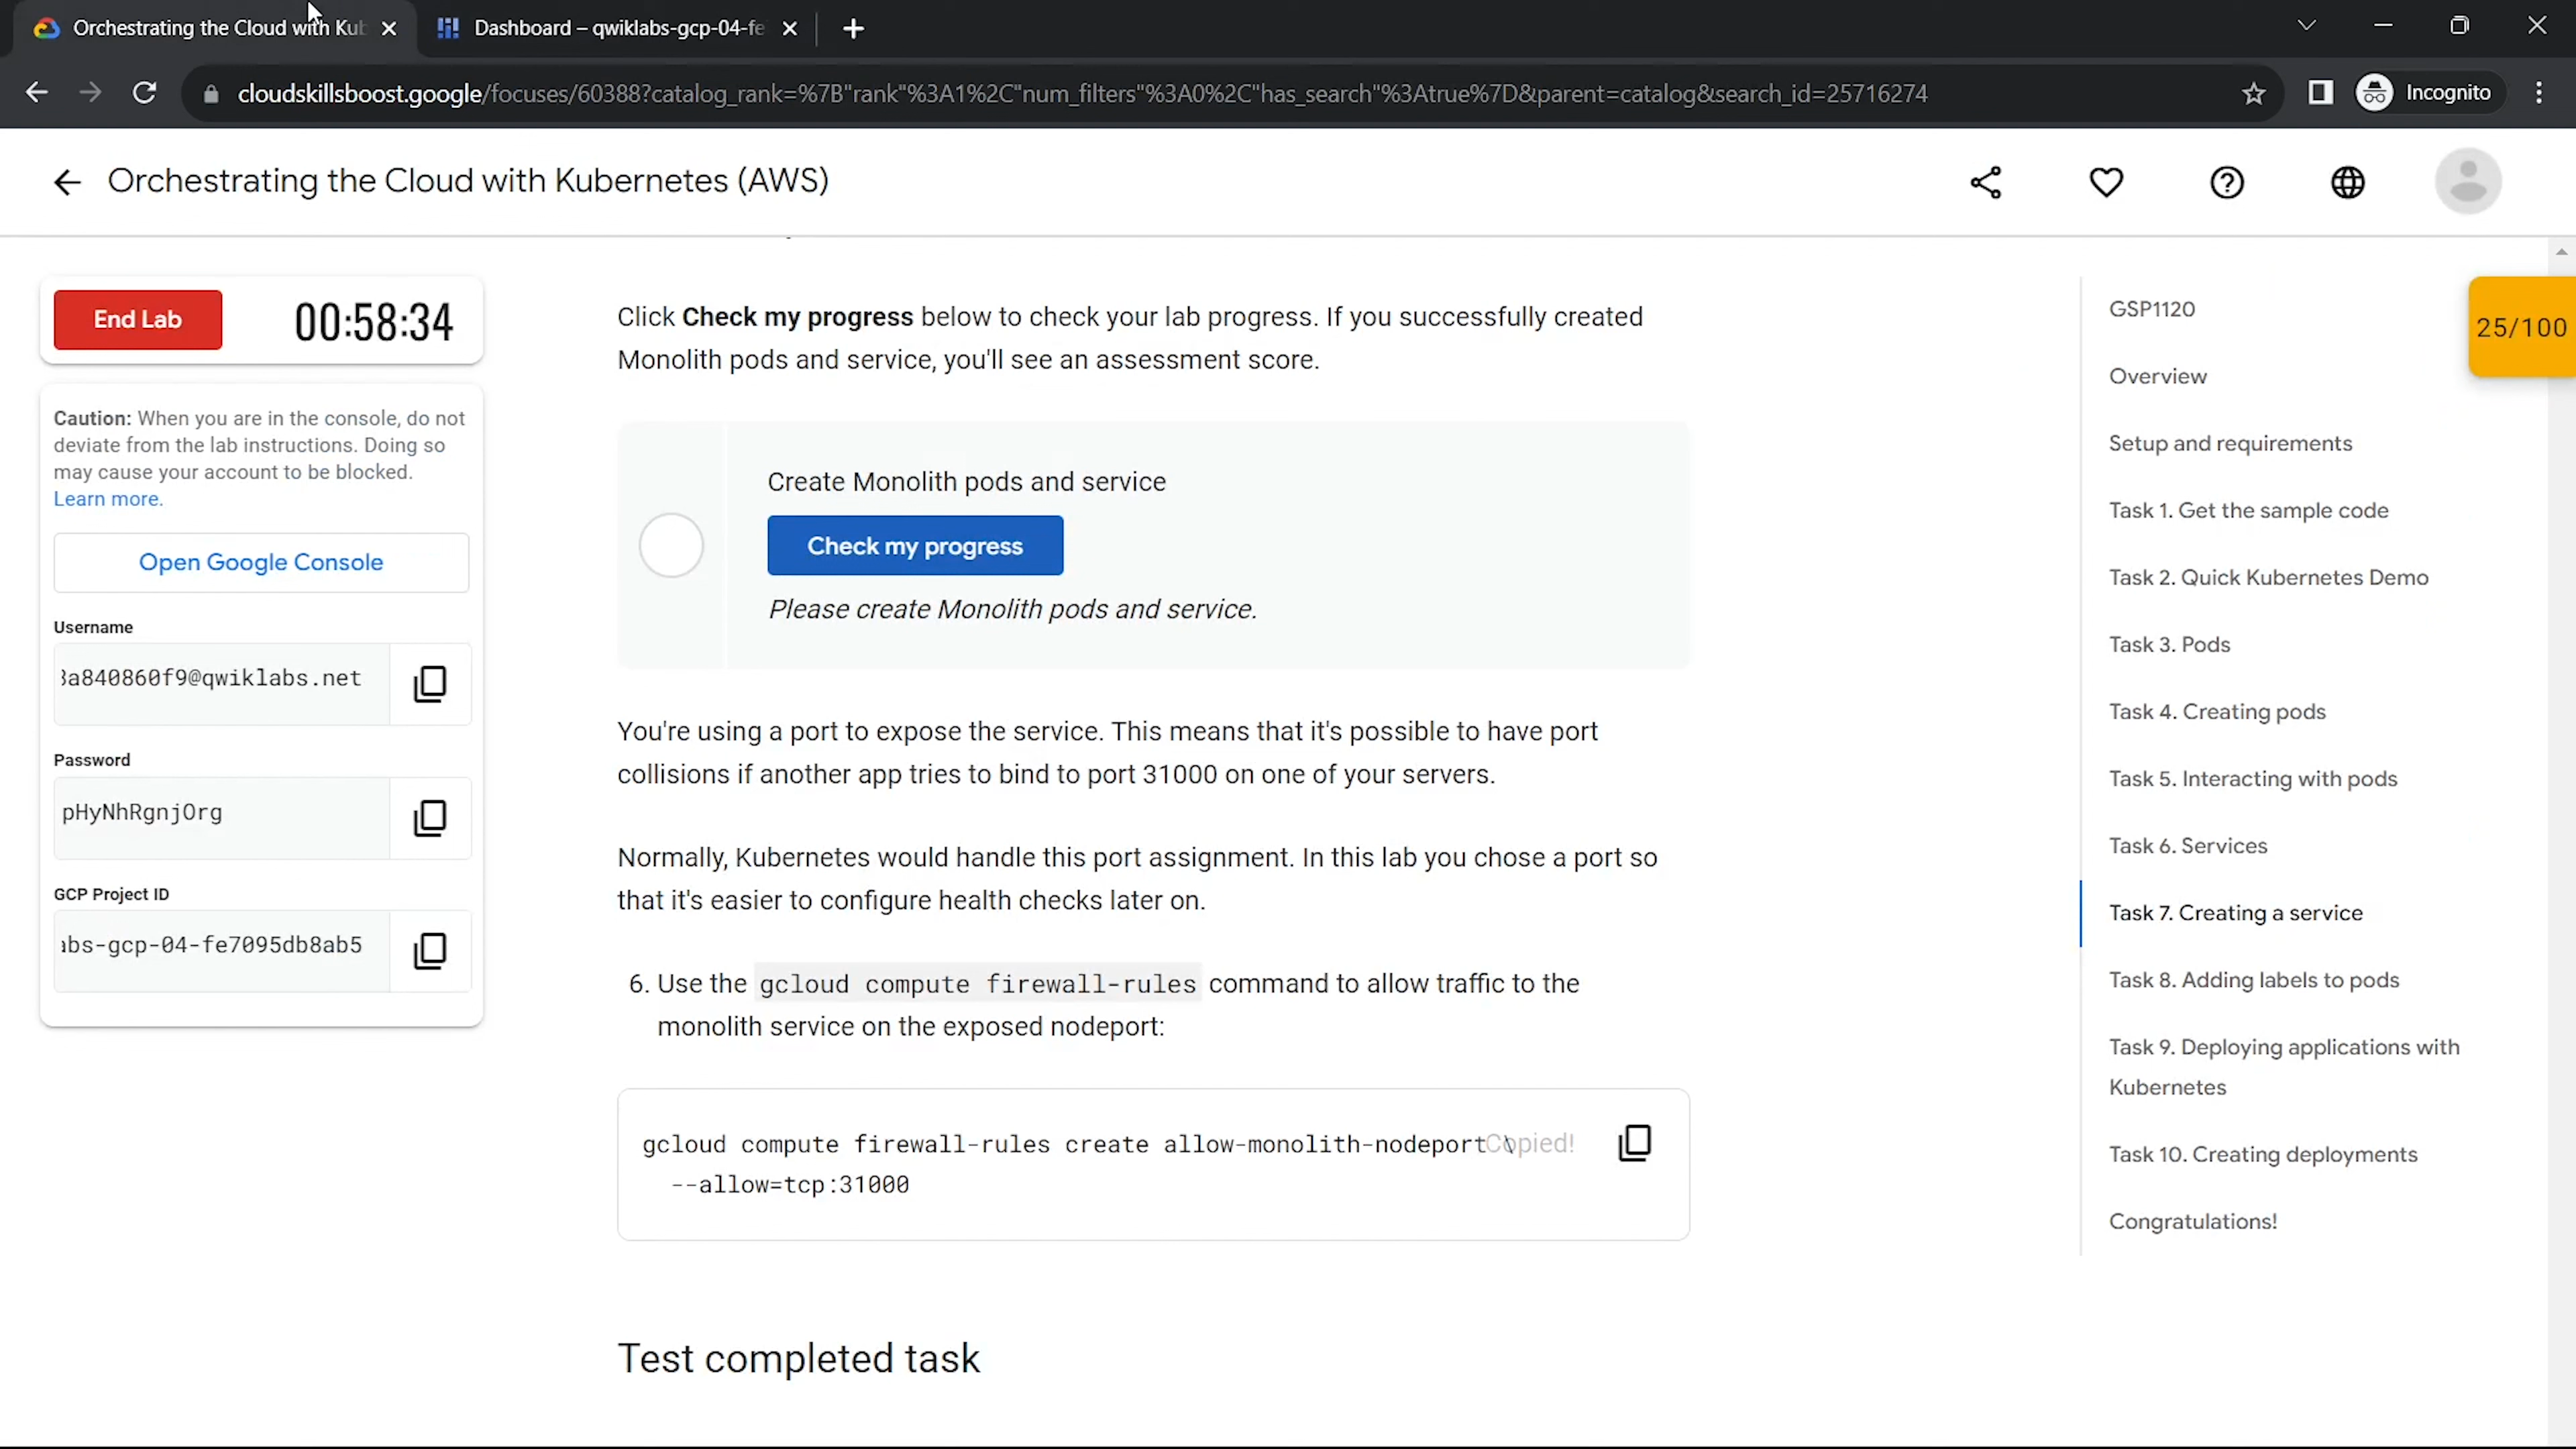 Orchestrating the Cloud with Kub
Dashboard – qwiklabs-gcp-04-fe
cloudskillsboost.google/focuses/60388?catalog_rank=%7B"rank"%3A1%2C"num_filters"%3A0%2C"has_search"%3Atrue%7D&parent=catalog&search_id=25716274
Incognito
Orchestrating the Cloud with Kubernetes (AWS)
End Lab
00:58:34
Caution: When you are in the console, do not
deviate from the lab instructions. Doing so
may cause your account to be blocked.
Learn more.
Open Google Console
Username
3a840860f9@qwiklabs.net
Password
pHyNhRgnjOrg
GCP Project ID
abs-gcp-04-fe7095db8ab5
Click Check my progress below to check your lab progress. If you successfully created
Monolith pods and service, you'll see an assessment score.
Create Monolith pods and service
Check my progress
Please create Monolith pods and service.
You're using a port to expose the service. This means that it's possible to have port
collisions if another app tries to bind to port 31000 on one of your servers.
Normally, Kubernetes would handle this port assignment. In this lab you chose a port so
that it's easier to configure health checks later on.
6. Use the gcloud compute firewall-rules command to allow traffic to the
monolith service on the exposed nodeport:
gcloud compute firewall-rules create allow-monolith-nodeport \
Copied!
--allow=tcp:31000
Test completed task
GSP1120
Overview
Setup and requirements
Task 1. Get the sample code
Task 2. Quick Kubernetes Demo
Task 3. Pods
Task 4. Creating pods
Task 5. Interacting with pods
Task 6. Services
Task 7. Creating a service
Task 8. Adding labels to pods
Task 9. Deploying applications with
Kubernetes
Task 10. Creating deployments
Congratulations!
25/100